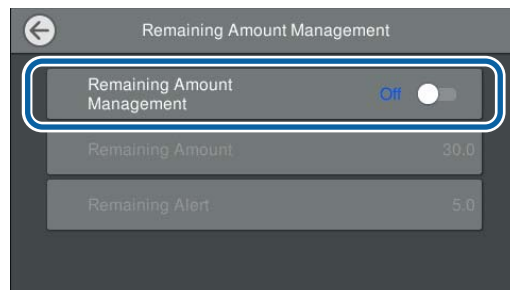 Remaining Amount Management
Remaining Amount
Management
Off
Remaining Amount
30.0
Remaining Alert
5.0